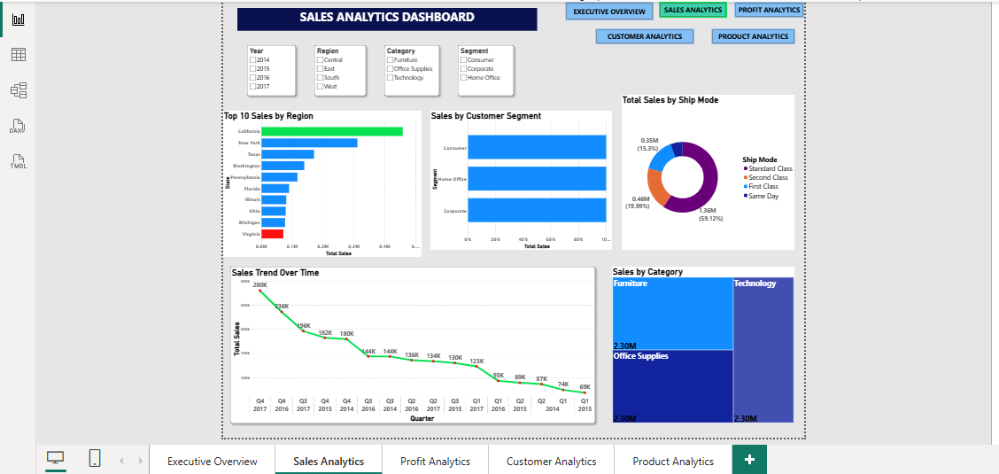 SALES ANALYTICS DASHBOARD
EXECUTIVE OVERVIEW
SALES ANALYTICS
PROFIT ANALYTICS
CUSTOMER ANALYTICS
PRODUCT ANALYTICS
DAX
TMDL
Year
2014
2015
2016
2017
Region
Central
East
South
West
Category
Furniture
Office Supplies
Technology
Segment
Consumer
Corporate
Home Office
Top 10 Sales by Region
State
California
New York
Texas
Washington
Pennsylvania
Florida
Illinois
Ohio
Michigan
Virginia
0.0M 0.1M 0.2M 0.3M 0.4M 0....
Total Sales
Sales by Customer Segment
Segment
Consumer
Home Office
Corporate
0% 20% 40% 60% 80% 10...
Total Sales
Total Sales by Ship Mode
0.35M
(15.3%)
0.46M
(19.99%)
1.36M
(59.12%)
Ship Mode
Standard Class
Second Class
First Class
Same Day
Sales Trend Over Time
Total Sales
300K
250K
200K
150K
100K
280K 236K 196K 182K 180K 144K 144K 136K 134K 130K 123K 93K 89K 87K 74K 69K
Q4 Q4 Q3 Q4 Q4 Q3 Q3 Q2 Q2 Q3 Q1 Q1 Q2 Q2 Q1 Q1
2017 2016 2017 2015 2014 2016 2014 2016 2017 2015 2017 2016 2015 2014 2015
Quarter
Sales by Category
Furniture
2.30M
Office Supplies
2.30M
Technology
2.30M
Executive Overview
Sales Analytics
Profit Analytics
Customer Analytics
Product Analytics
+